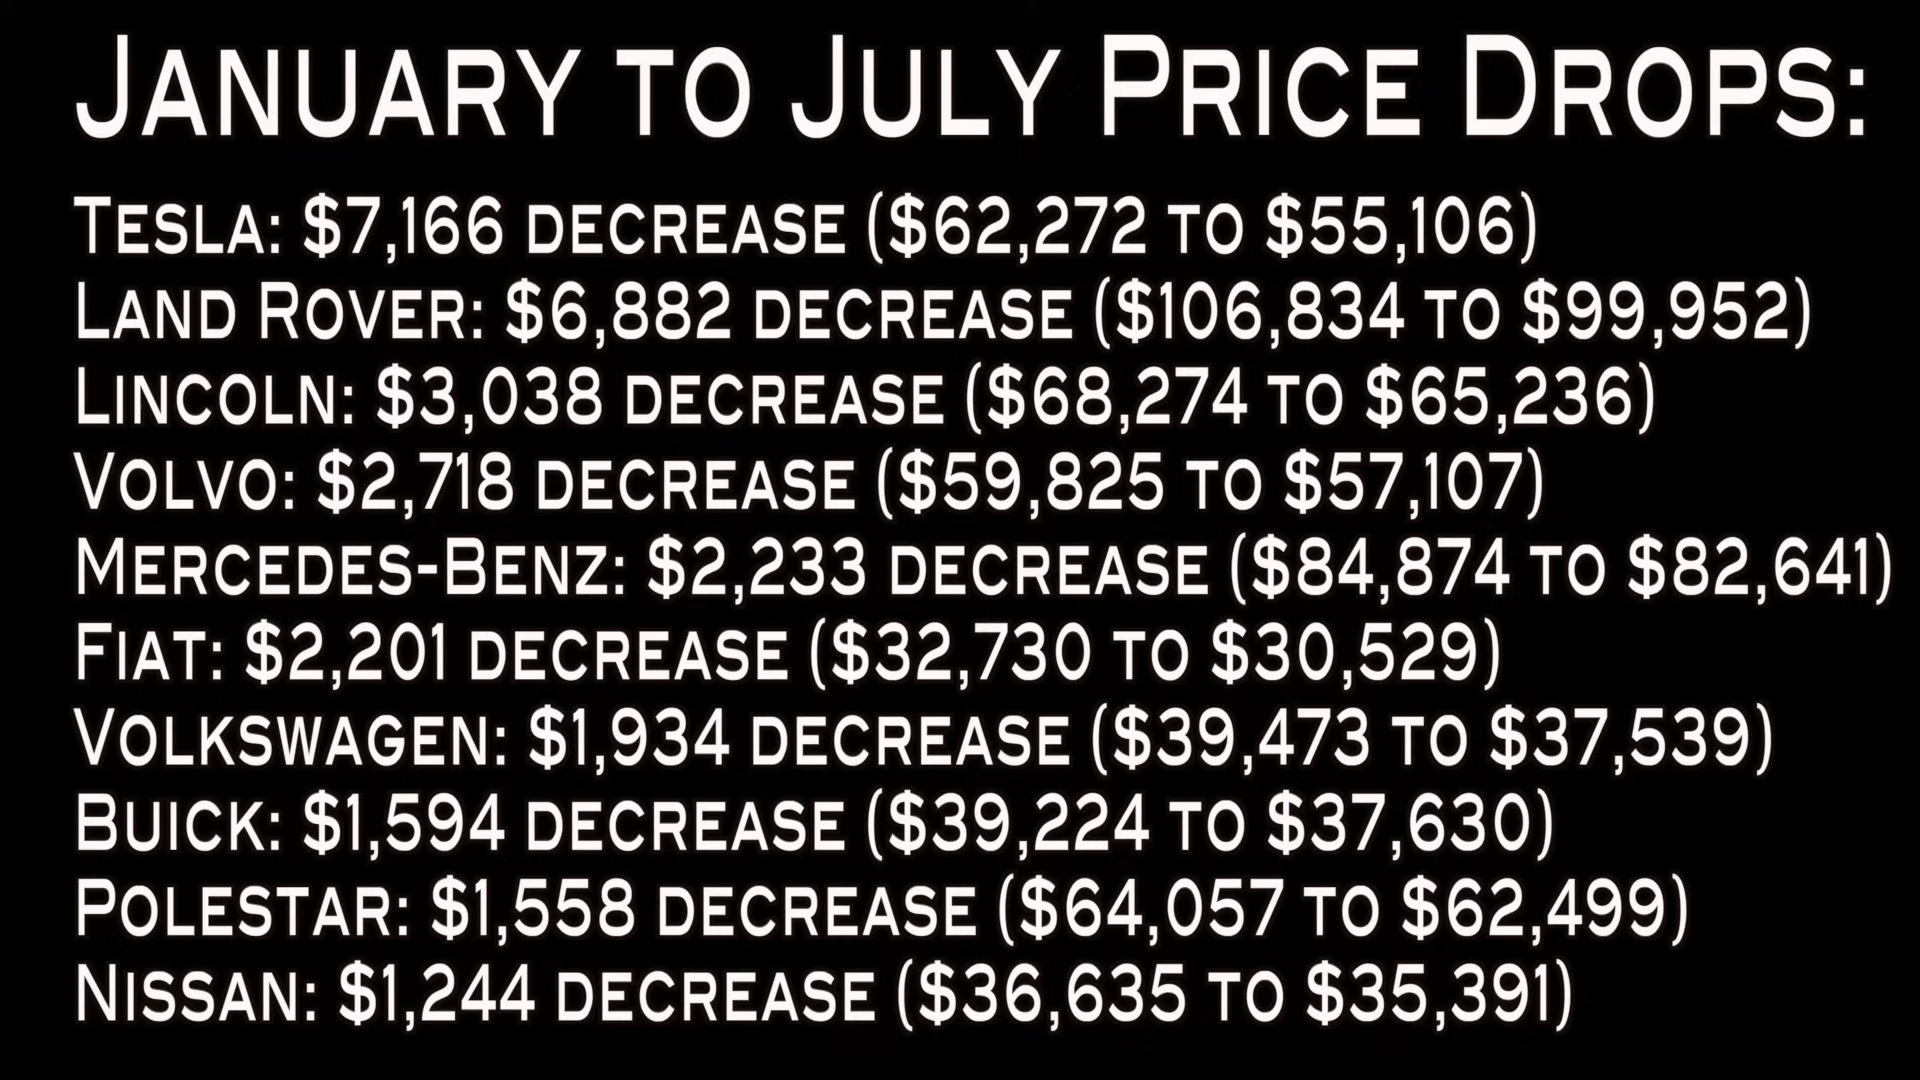 January to July Price Drops:
Tesla: $7,166 decrease ($62,272 to $55,106)
Land Rover: $6,882 decrease ($106,834 to $99,952)
Lincoln: $3,038 decrease ($68,274 to $65,236)
Volvo: $2,718 decrease ($59,825 to $57,107)
Mercedes-Benz: $2,233 decrease ($84,874 to $82,641)
Fiat: $2,201 decrease ($32,730 to $30,529)
Volkswagen: $1,934 decrease ($39,473 to $37,539)
Buick: $1,594 decrease ($39,224 to $37,630)
Polestar: $1,558 decrease ($64,057 to $62,499)
Nissan: $1,244 decrease ($36,635 to $35,391)